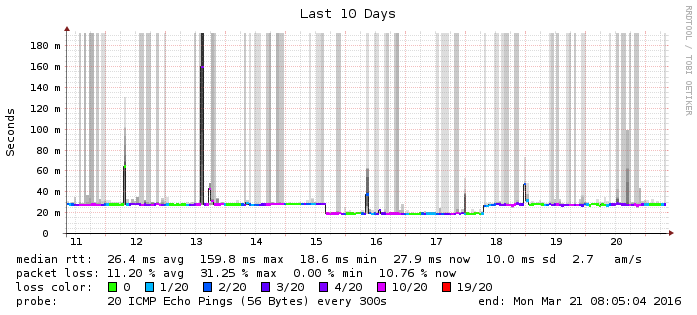 Last 10 Days
RRDTOOL / TOBI OETIKER
Seconds
180 m
160 m
140 m
120 m
100 m
80 m
60 m
40 m
20 m
0
11 12 13 14 15 16 17 18 19 20
median rtt: 26.4 ms avg 159.8 ms max 18.6 ms min 27.9 ms now 10.0 ms sd 2.7 am/s
packet loss: 11.20 % avg 31.25 % max 0.00 % min 10.76 % now
loss color: 0 1/20 2/20 3/20 4/20 10/20 19/20
probe: 20 ICMP Echo Pings (56 Bytes) every 300s end: Mon Mar 21 08:05:04 2016